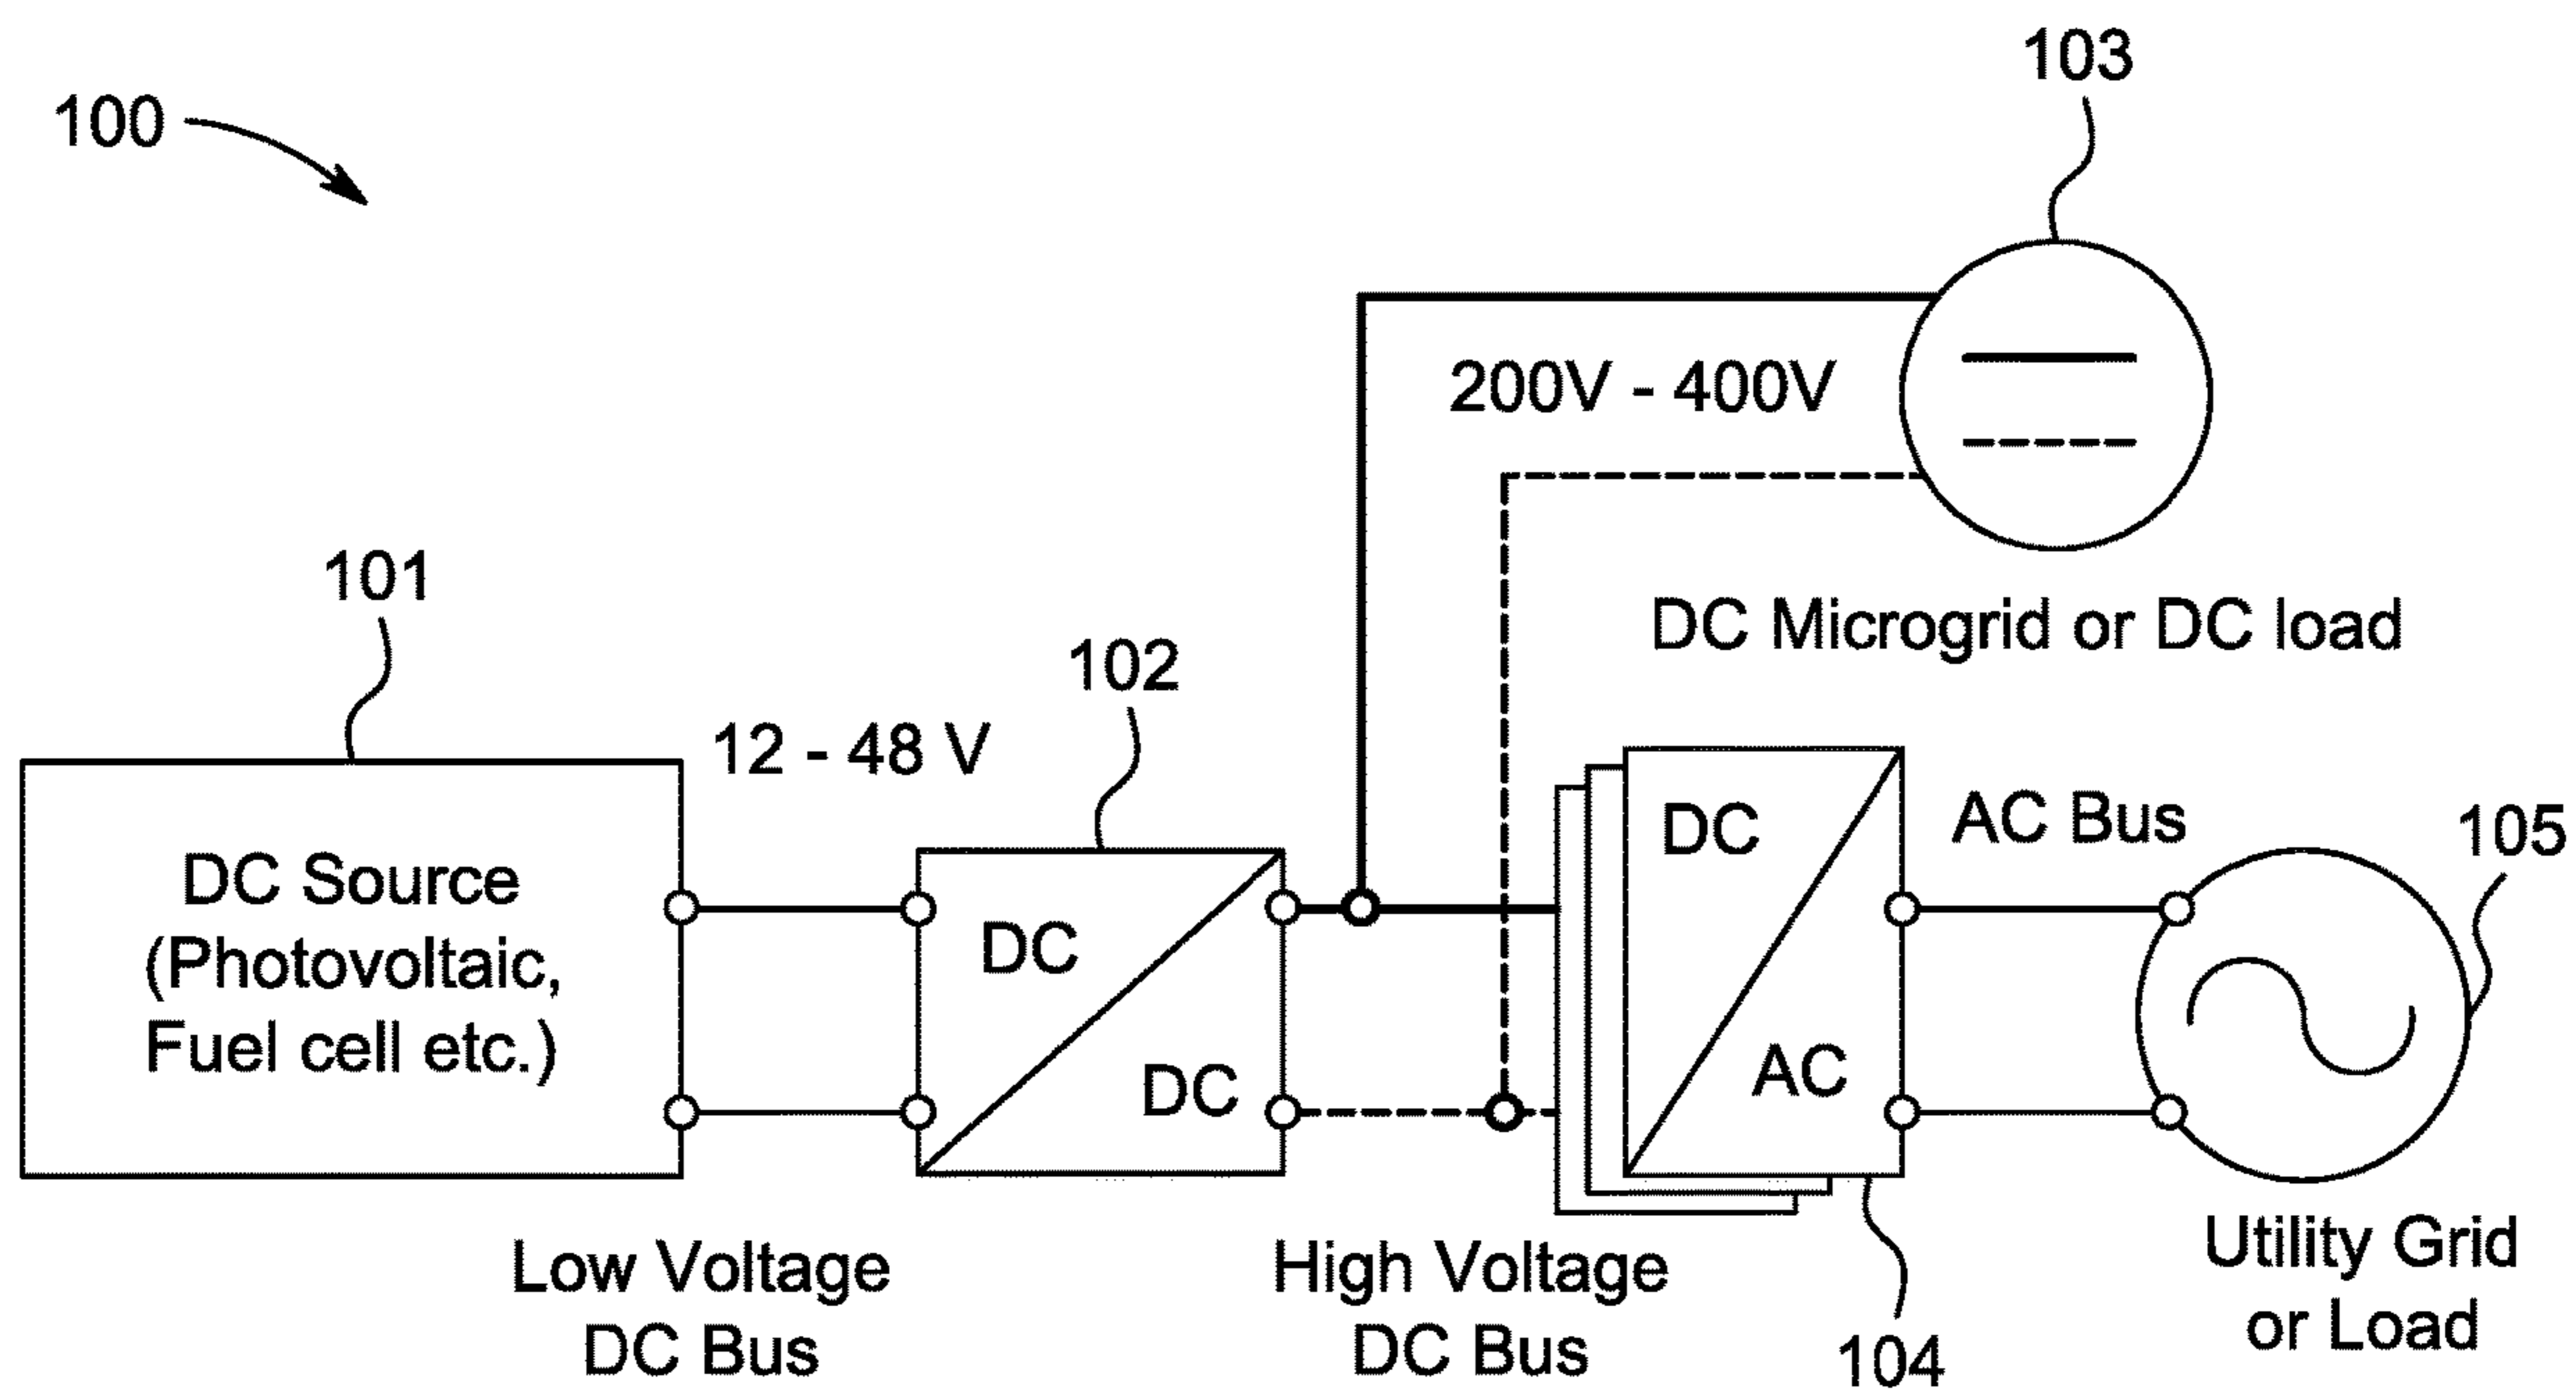 100
103
200V - 400V
DC Microgrid or DC load
101
102
12 - 48 V
DC Source
(Photovoltaic,
Fuel cell etc.)
DC
DC
DC
AC
AC Bus
105
Low Voltage
DC Bus
High Voltage
DC Bus
104
Utility Grid
or Load